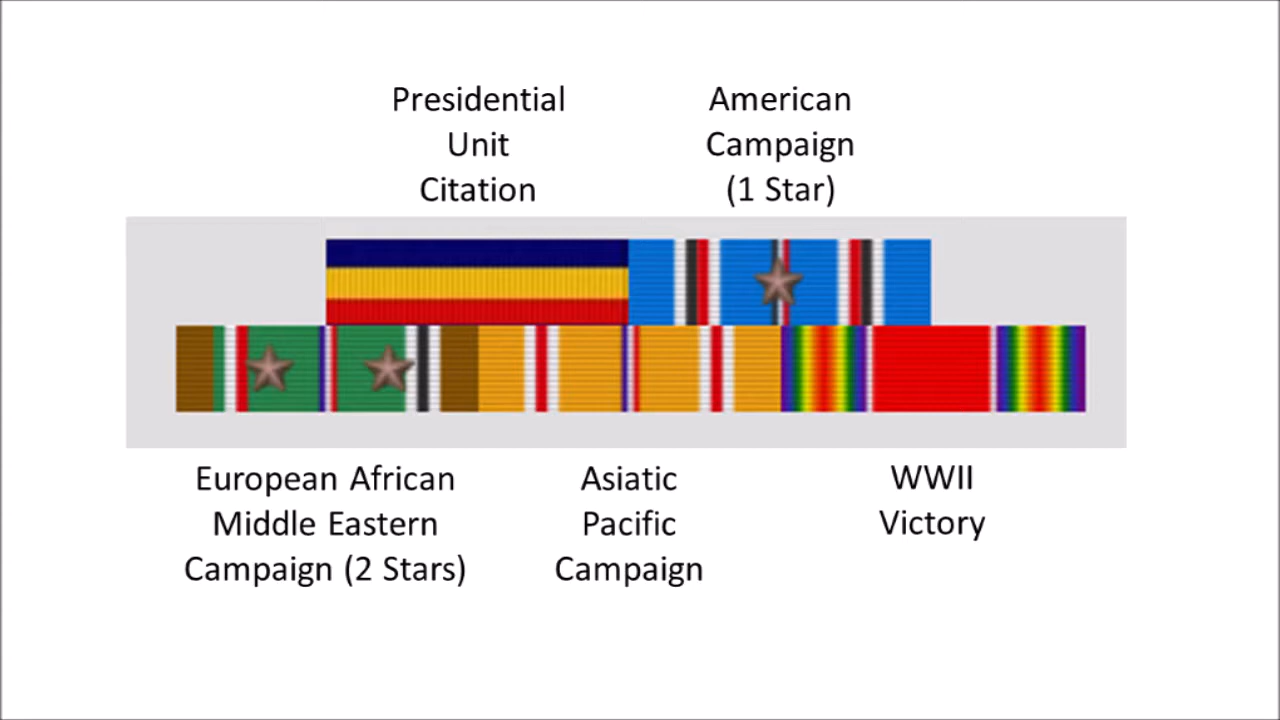 Presidential
Unit
Citation
American
Campaign
(1 Star)
European African
Middle Eastern
Campaign (2 Stars)
Asiatic
Pacific
Campaign
WWII
Victory